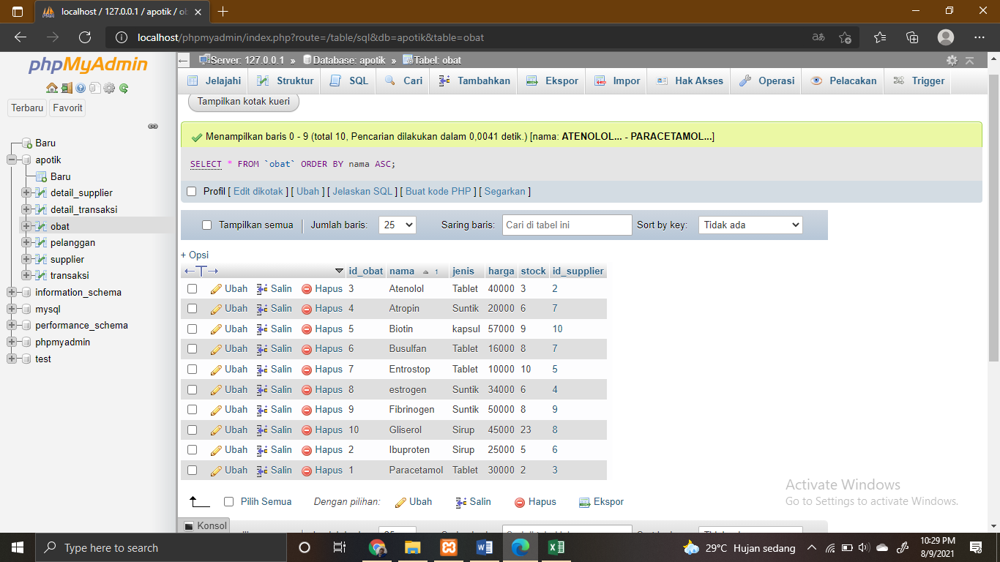 localhost / 127.0.0.1 / apotik / ob
localhost/phpmyadmin/index.php?route=/table/sql&db=apotik&table=obat
phpMyAdmin
Terbaru Favorit
Baru
apotik
Baru
detail_supplier
detail_transaksi
obat
pelanggan
supplier
transaksi
information_schema
mysql
performance_schema
phpmyadmin
test
Server: 127.0.0.1 » Database: apotik » Tabel: obat
Jelajahi Struktur SQL Cari Tambahkan Ekspor Impor Hak Akses Operasi Pelacakan Trigger
Tampilkan kotak kueri
Menampilkan baris 0 - 9 (total 10, Pencarian dilakukan dalam 0,0041 detik.) [nama: ATENOLOL... - PARACETAMOL...]
SELECT * FROM `obat` ORDER BY nama ASC;
Profil [ Edit dikotak ] [ Ubah ] [ Jelaskan SQL ] [ Buat kode PHP ] [ Segarkan ]
Tampilkan semua | Jumlah baris: 25 Saring baris: Cari di tabel ini Sort by key: Tidak ada
+ Opsi
←T→ id_obat nama 1 jenis harga stock id_supplier
Ubah Salin Hapus 3 Atenolol Tablet 40000 3 2
Ubah Salin Hapus 4 Atropin Suntik 20000 6 7
Ubah Salin Hapus 5 Biotin kapsul 57000 9 10
Ubah Salin Hapus 6 Busulfan Tablet 16000 8 7
Ubah Salin Hapus 7 Entrostop Tablet 10000 10 5
Ubah Salin Hapus 8 estrogen Suntik 34000 6 4
Ubah Salin Hapus 9 Fibrinogen Suntik 50000 8 9
Ubah Salin Hapus 10 Gliserol Sirup 45000 23 8
Ubah Salin Hapus 2 Ibuproten Sirup 25000 5 6
Ubah Salin Hapus 1 Paracetamol Tablet 30000 2 3
Pilih Semua Dengan pilihan: Ubah Salin Hapus Ekspor
Konsol
Activate Windows
Go to Settings to activate Windows.
Type here to search
29°C Hujan sedang
10:29 PM
8/9/2021